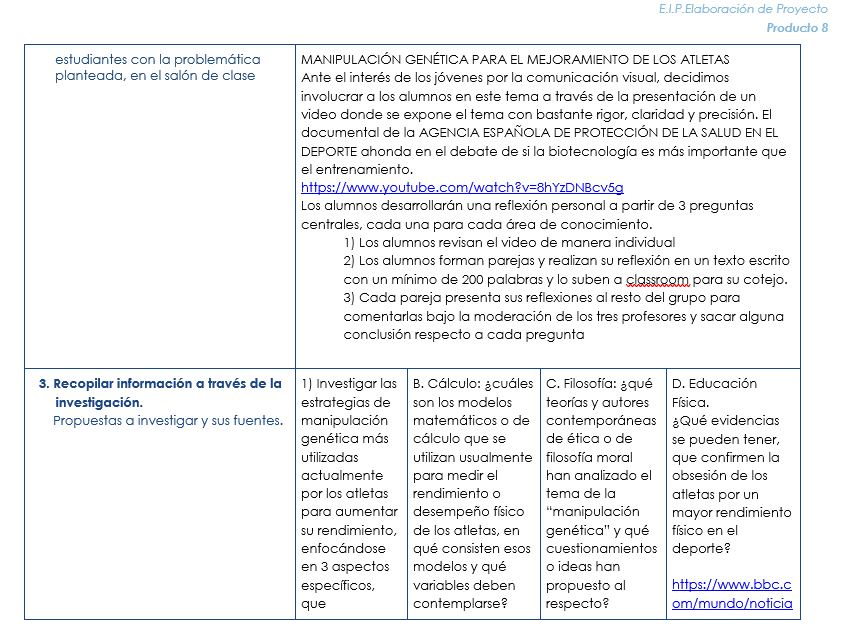 E.I.P.Elaboración de Proyecto
Producto 8
estudiantes con la problemática
planteada, en el salón de clase
MANIPULACIÓN GENÉTICA PARA EL MEJORAMIENTO DE LOS ATLETAS
Ante el interés de los jóvenes por la comunicación visual, decidimos
involucrar a los alumnos en este tema a través de la presentación de un
video donde se expone el tema con bastante rigor, claridad y precisión. El
documental de la AGENCIA ESPAÑOLA DE PROTECCIÓN DE LA SALUD EN EL
DEPORTE ahonda en el debate de si la biotecnología es más importante que
el entrenamiento.
https://www.youtube.com/watch?v=8hYzDNBcv5g
Los alumnos desarrollarán una reflexión personal a partir de 3 preguntas
centrales, cada una para cada área de conocimiento.
1) Los alumnos revisan el video de manera individual
2) Los alumnos forman parejas y realizan su reflexión en un texto escrito
con un mínimo de 200 palabras y lo suben a classroom para su cotejo.
3) Cada pareja presenta sus reflexiones al resto del grupo para
comentarlas bajo la moderación de los tres profesores y sacar alguna
conclusión respecto a cada pregunta
3. Recopilar información a través de la
investigación.
Propuestas a investigar y sus fuentes.
1) Investigar las
estrategias de
manipulación
genética más
utilizadas
actualmente
por los atletas
para aumentar
su rendimiento,
enfocándose
en 3 aspectos
específicos,
que
B. Cálculo: ¿cuáles
son los modelos
matemáticos o de
cálculo que se
utilizan usualmente
para medir el
rendimiento o
desempeño físico
de los atletas, en
qué consisten esos
modelos y qué
variables deben
contemplarse?
C. Filosofía: ¿qué
teorías y autores
contemporáneas
de ética o de
filosofía moral
han analizado el
tema de la
“manipulación
genética” y qué
cuestionamientos
o ideas han
propuesto al
respecto?
D. Educación
Física.
¿Qué evidencias
se pueden tener,
que confirmen la
obsesión de los
atletas por un
mayor rendimiento
físico en el
deporte?
https://www.bbc.c
om/mundo/noticia